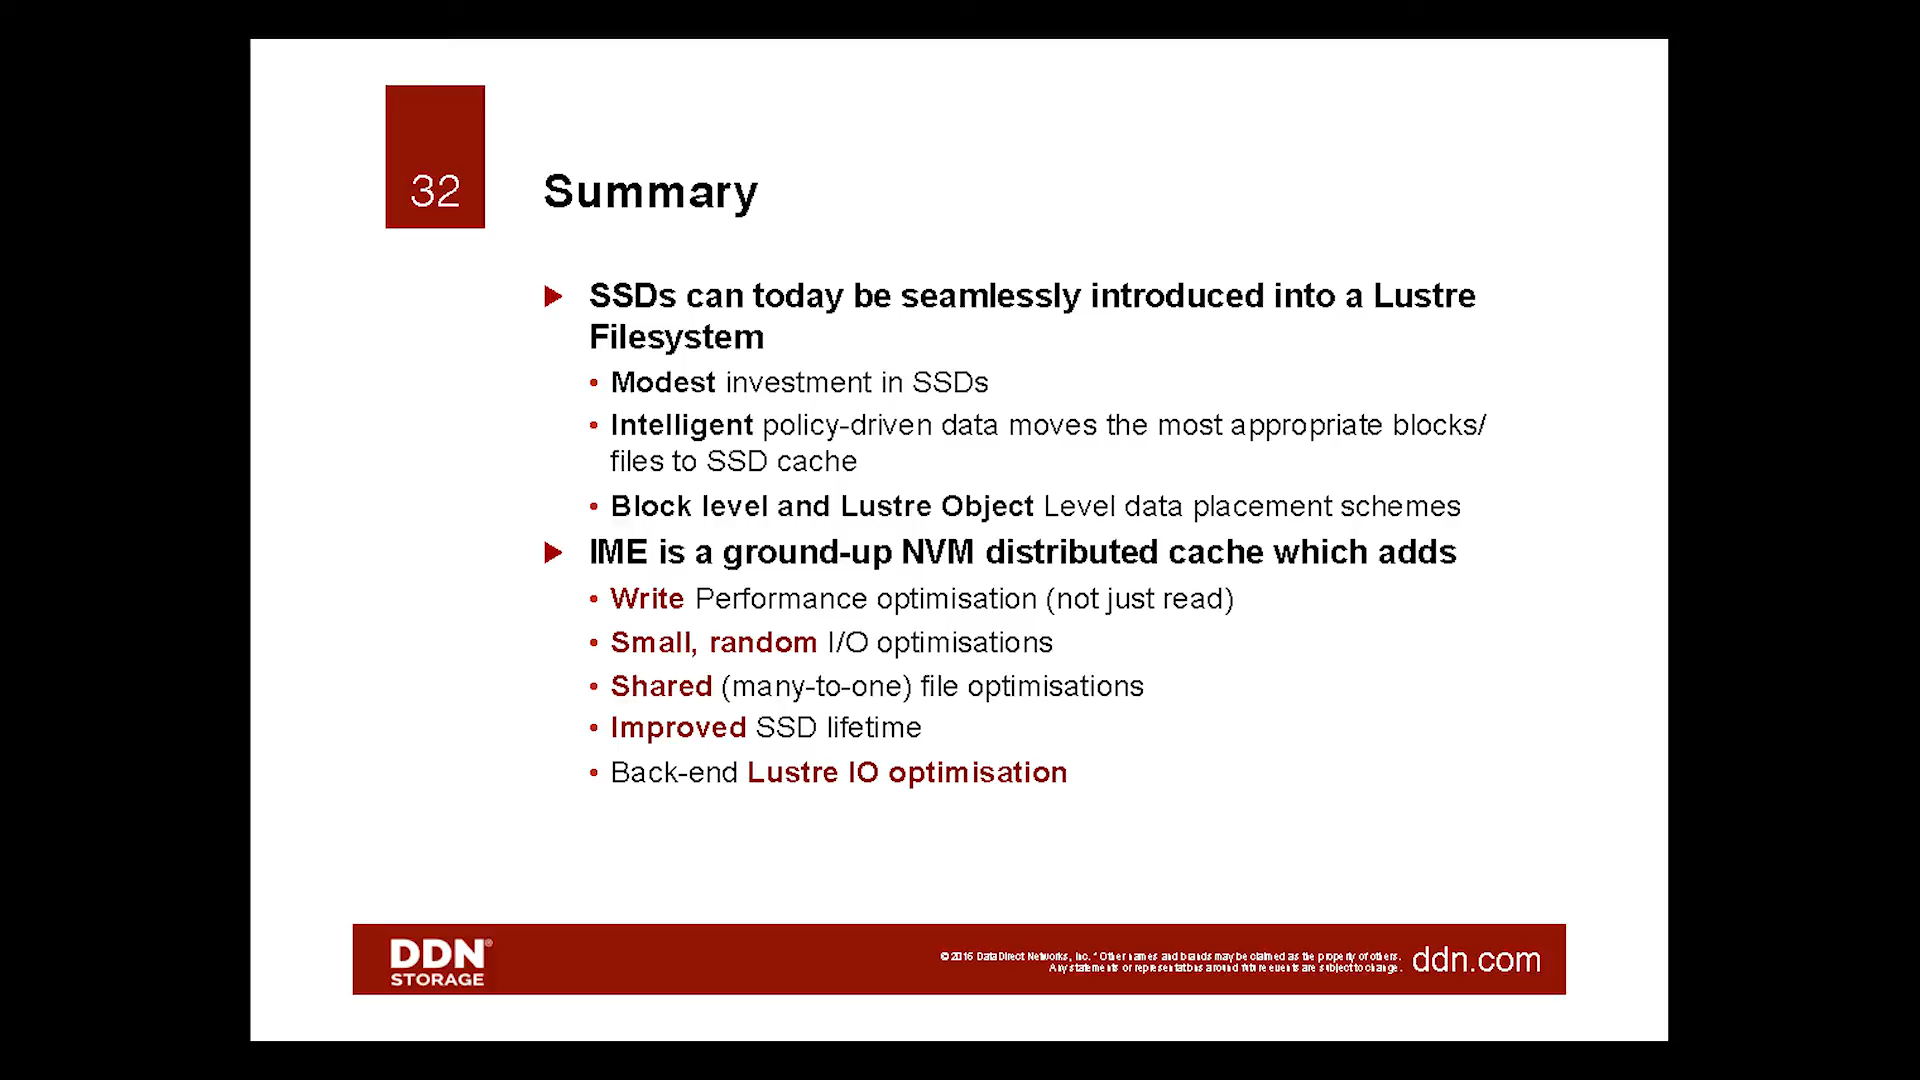 32
Summary
SSDs can today be seamlessly introduced into a Lustre
Filesystem
• Modest investment in SSDs
• Intelligent policy-driven data moves the most appropriate blocks/
files to SSD cache
• Block level and Lustre Object Level data placement schemes
IME is a ground-up NVM distributed cache which adds
• Write Performance optimisation (not just read)
• Small, random I/O optimisations
• Shared (many-to-one) file optimisations
• Improved SSD lifetime
• Back-end Lustre IO optimisation
DDN®
STORAGE
© 2015 DataDirect Networks, Inc. * Other names and brands may be claimed as the property of others.
Any statements or representations around future events are subject to change.
ddn.com